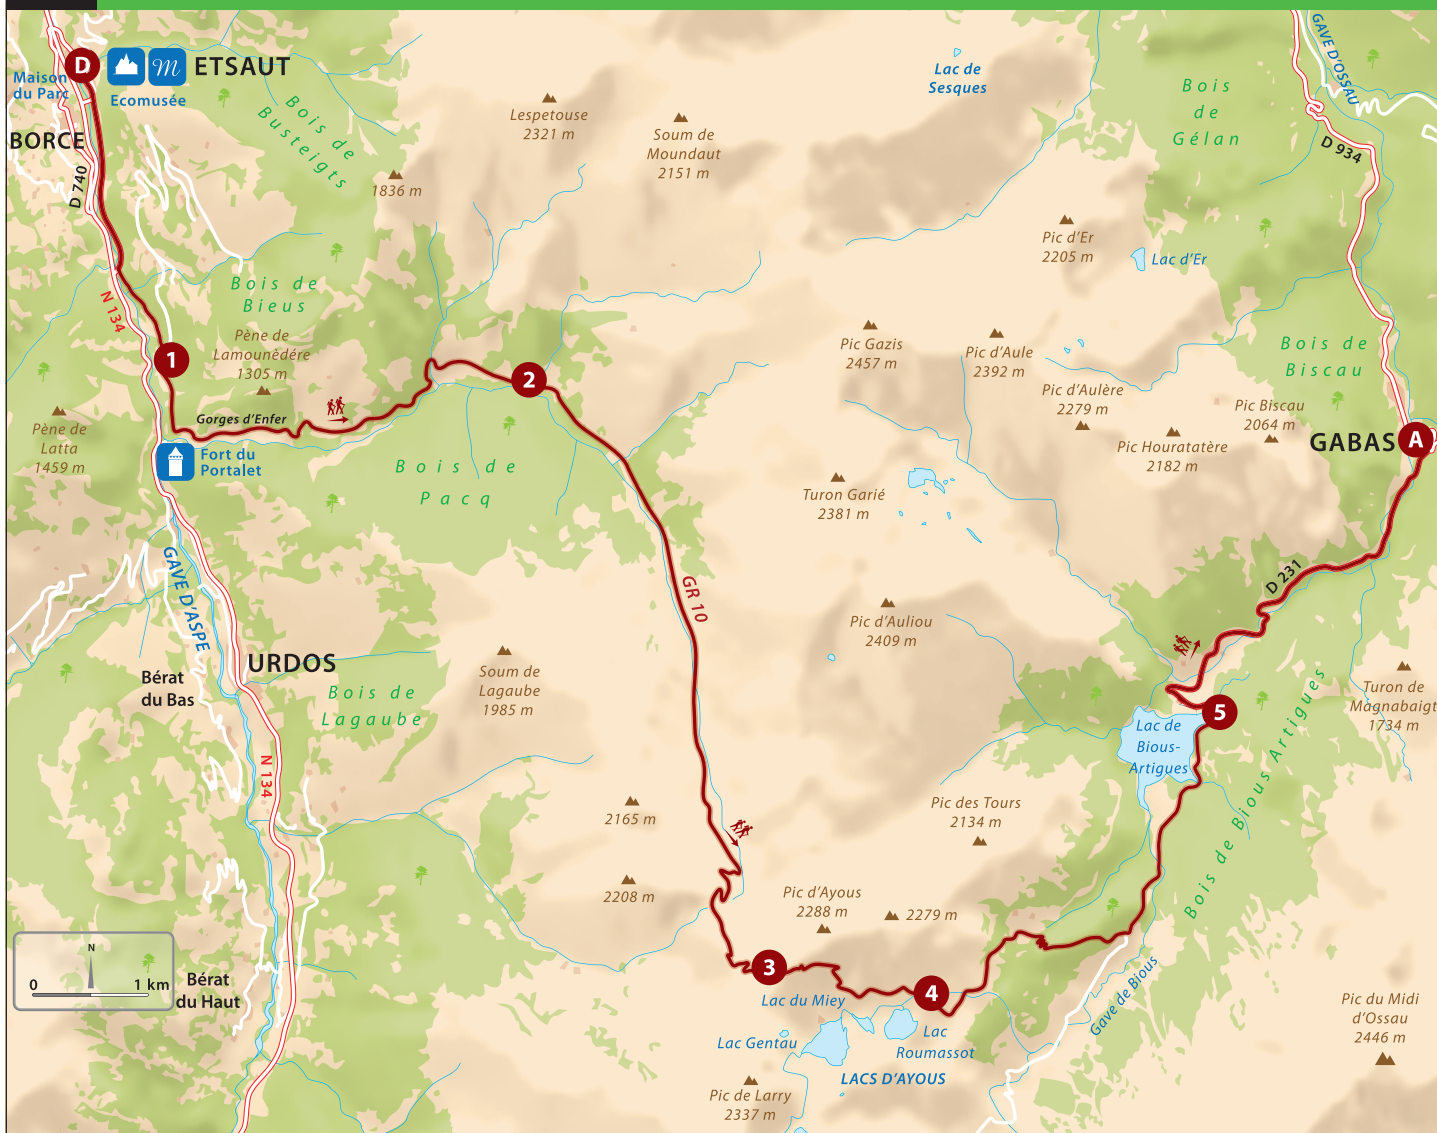 D
ETSAUT
Maison
du Parc
Ecomusée
BORCE
D 740
Bois de
Busteigts
1836 m
Lespetouse
2321 m
Soum de
Moundaut
2151 m
Lac de
Sesques
Bois
de
Gélan
GAVE D'OSSAU
D 934
Pic d'Er
2205 m
Lac d'Er
Bois de
Bieus
N 134
1
Pène de
Lamounédére
1305 m
Gorges d'Enfer
2
Pic Gazis
2457 m
Pic d'Aule
2392 m
Pic d'Aulère
2279 m
Bois de
Biscau
Pic Biscau
2064 m
Pic Houratatère
2182 m
GABAS
A
Pène de
Latta
1459 m
Fort du
Portalet
Bois de
Pacq
Turon Garié
2381 m
GAVE D'ASPE
GR 10
D 231
Pic d'Auliou
2409 m
URDOS
Bérat
du Bas
Bois de
Lagaube
Soum de
Lagaube
1985 m
5
Lac de
Bious-
Artigues
Bois de Bious Artigues
Turon de
Magnabaigt
1734 m
N 134
2165 m
2208 m
Pic des Tours
2134 m
Pic d'Ayous
2288 m
2279 m
N
0
1 km
Bérat
du Haut
3
4
Lac du Miey
Lac Gentau
Lac
Roumassot
LACS D'AYOUS
Gave de Bious
Pic du Midi
d'Ossau
2446 m
Pic de Larry
2337 m